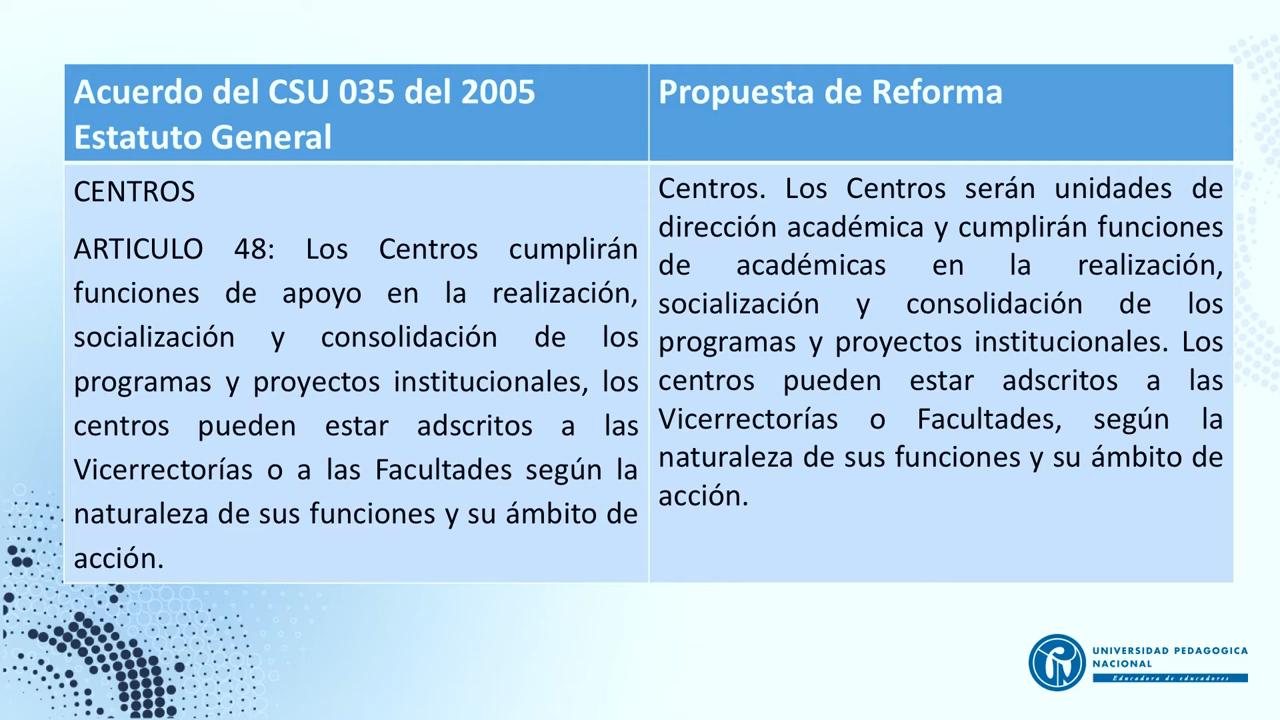 Acuerdo del CSU 035 del 2005
Estatuto General
Propuesta de Reforma
CENTROS
ARTICULO 48: Los Centros cumplirán
funciones de apoyo en la realización,
socialización y consolidación de los
programas y proyectos institucionales, los
centros pueden estar adscritos a las
Vicerrectorías o a las Facultades según la
naturaleza de sus funciones y su ámbito de
acción.
Centros. Los Centros serán unidades de
dirección académica y cumplirán funciones
de académicas en la realización,
socialización y consolidación de los
programas y proyectos institucionales. Los
centros pueden estar adscritos a las
Vicerrectorías o Facultades, según la
naturaleza de sus funciones y su ámbito de
acción.
UNIVERSIDAD PEDAGOGICA
NACIONAL
Educadora de educadores